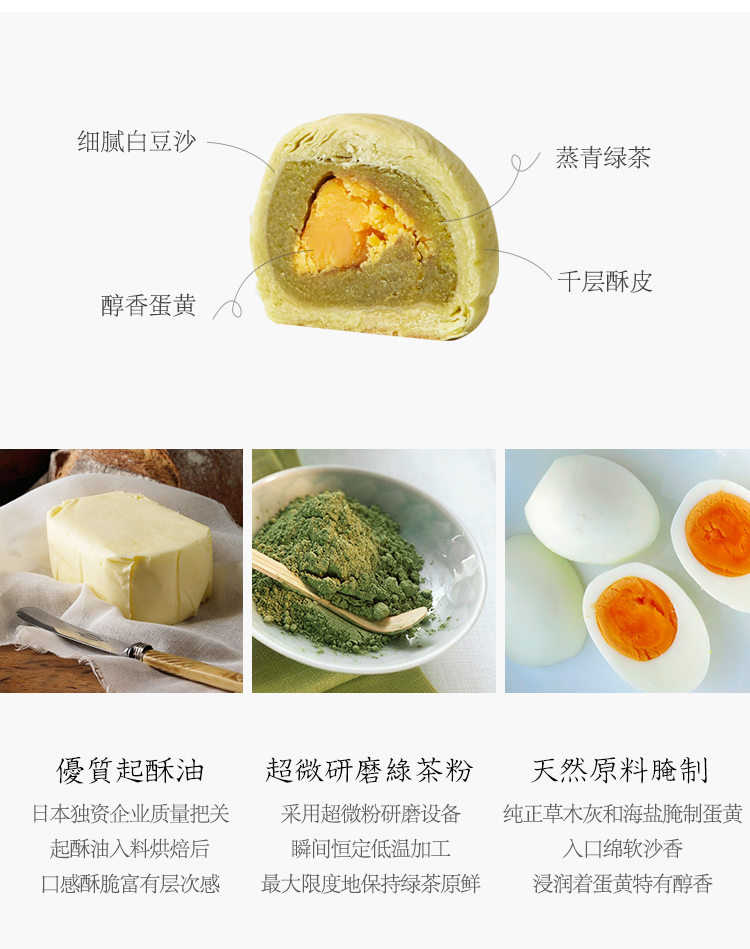 细腻白豆沙
蒸青绿茶
千层酥皮
醇香蛋黄
優質起酥油
日本独资企业质量把关
起酥油入料烘焙后
口感酥脆富有层次感
超微研磨綠茶粉
采用超微粉研磨设备
瞬间恒定低温加工
最大限度地保持绿茶原鲜
天然原料腌制
纯正草木灰和海盐腌制蛋黄
入口绵软沙香
浸润着蛋黄特有醇香